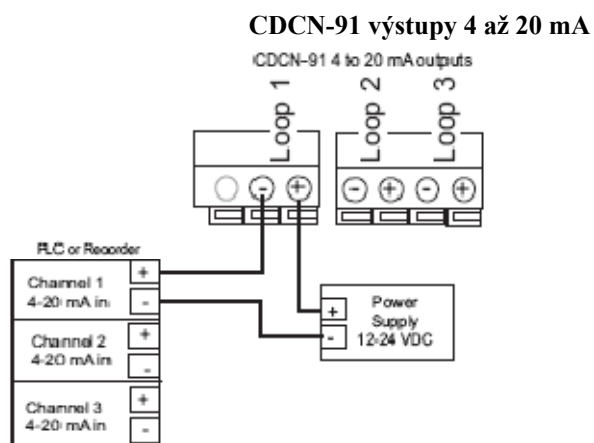 CDCN-91 výstupy 4 až 20 mA
CDCN-91 4 to 20 mA outputs
Loop 1
Loop 2
Loop 3
- + - + - +
PLC or Recorder
Channel 1
4-20 mA in
+
-
Channel 2
4-20 mA in
+
-
Channel 3
4-20 mA in
+
-
+
-
Power
Supply
12-24 VDC